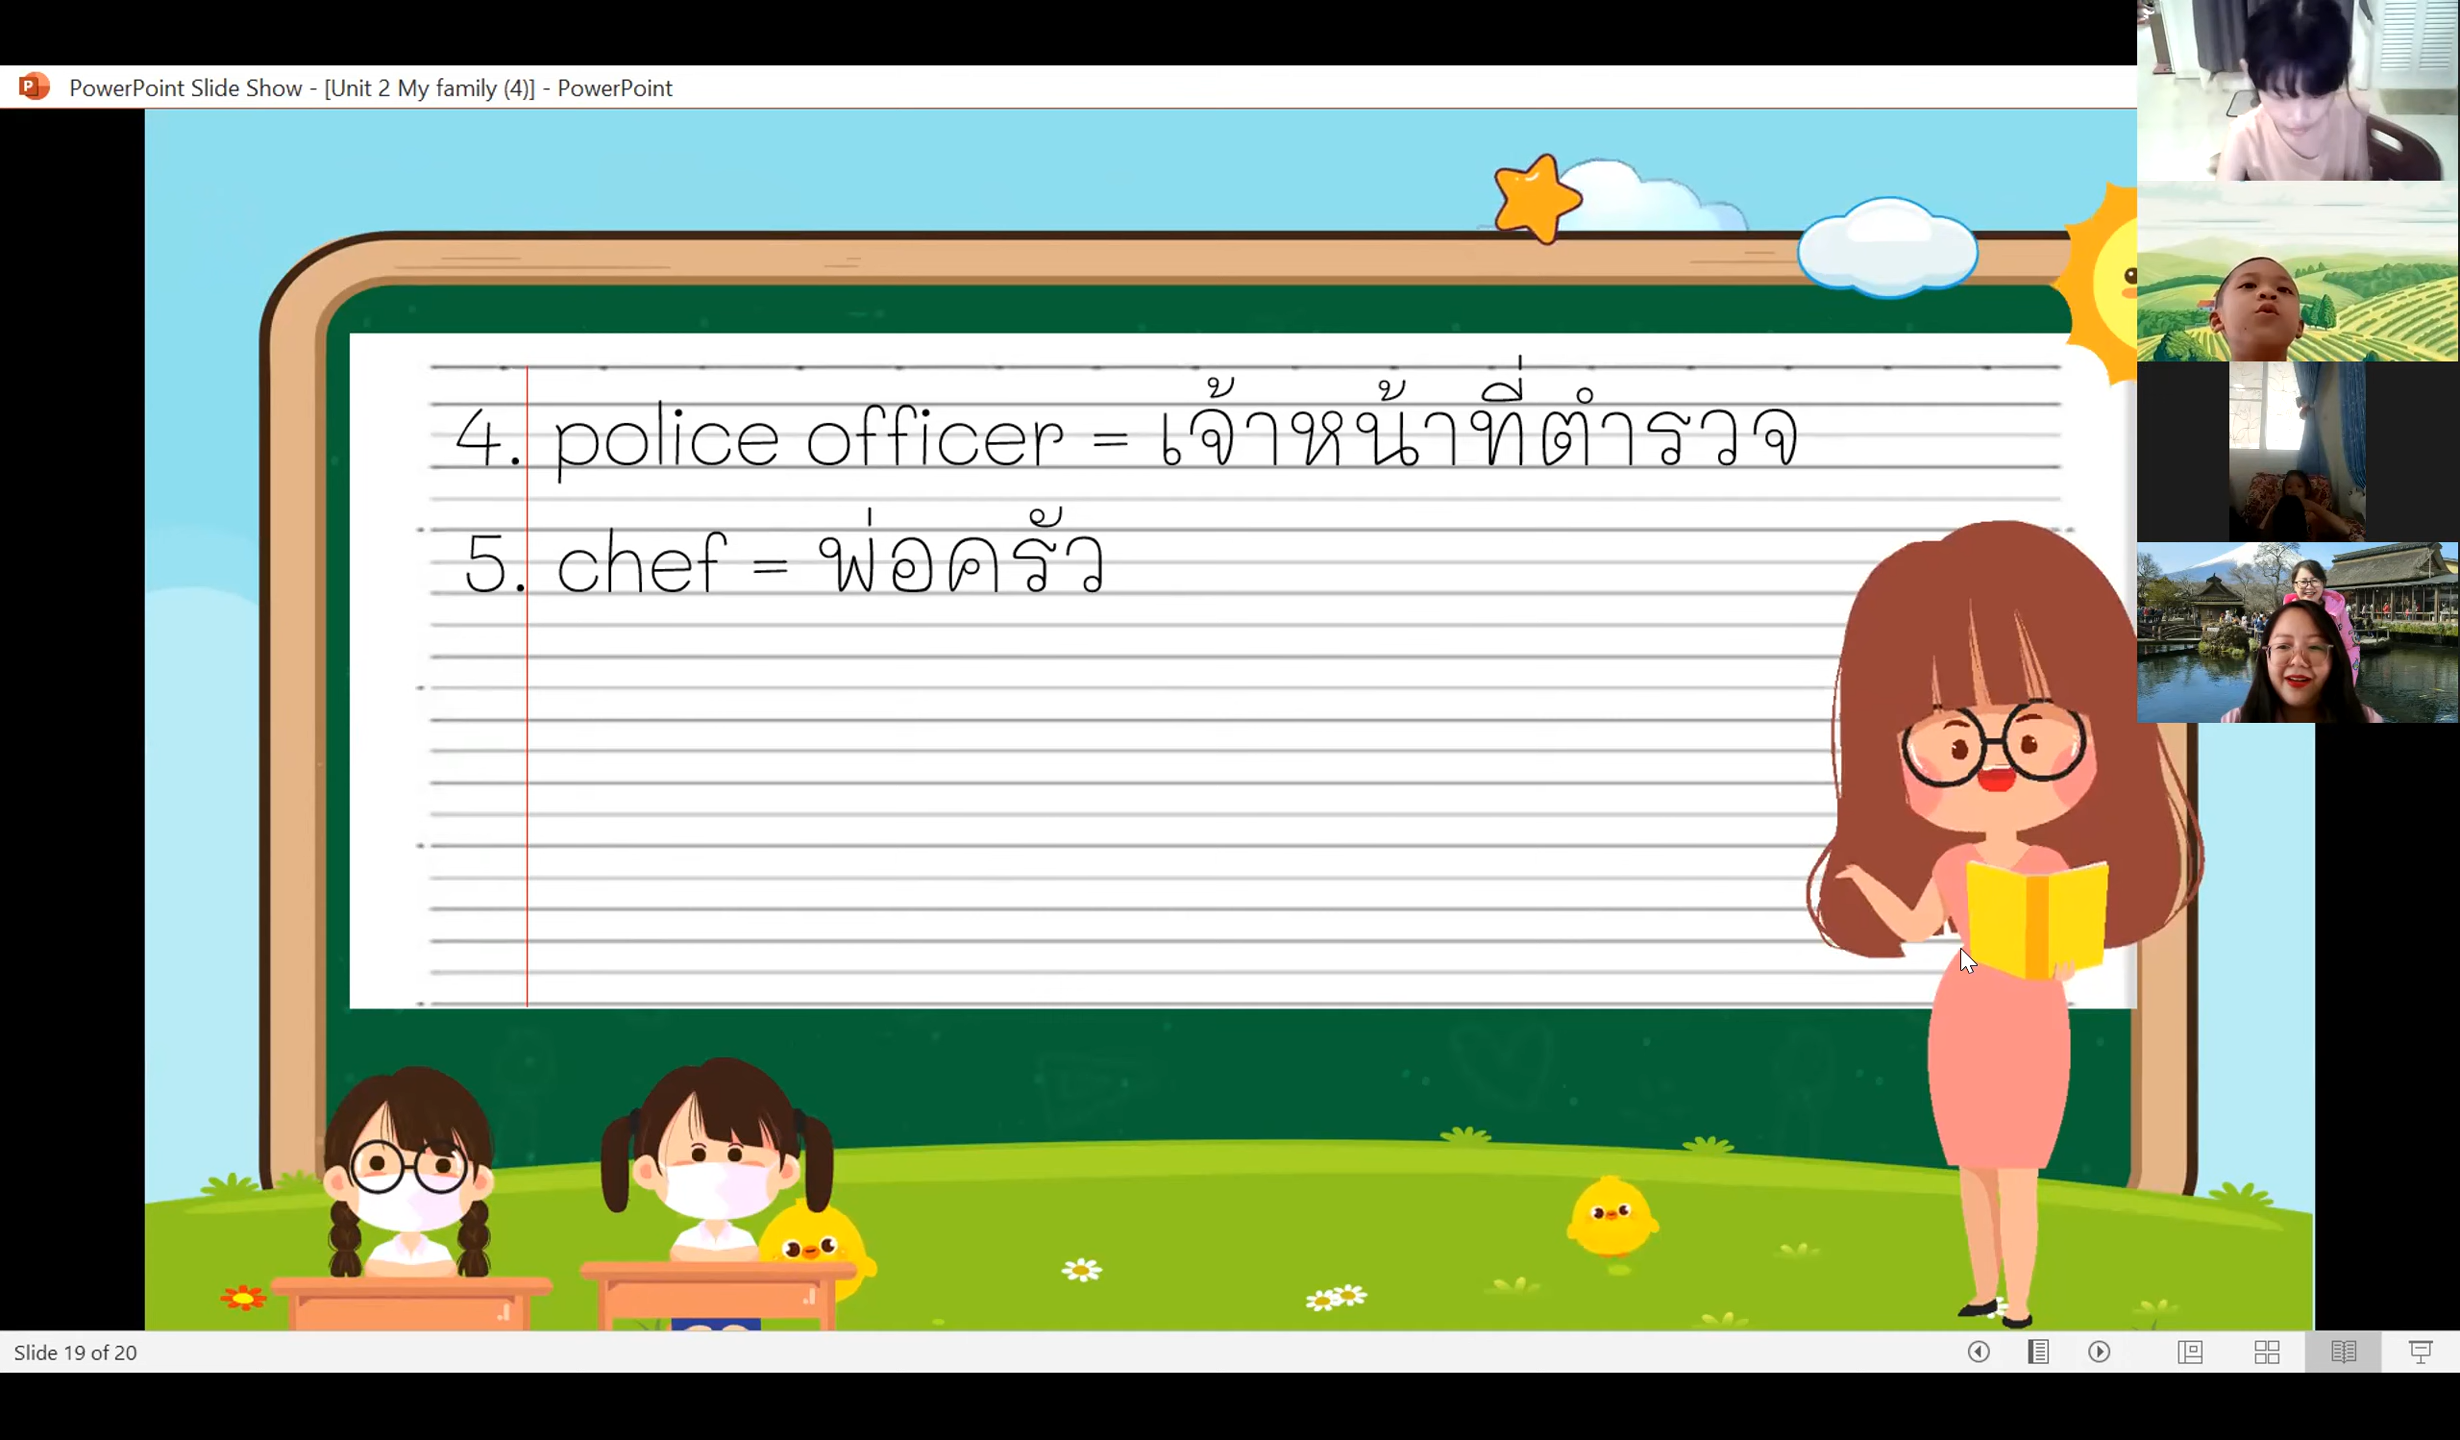 PowerPoint Slide Show - [Unit 2 My family (4)] - PowerPoint
4. police officer = เจ้าหน้าที่ตำรวจ
5. chef = พ่อครัว
Slide 19 of 20